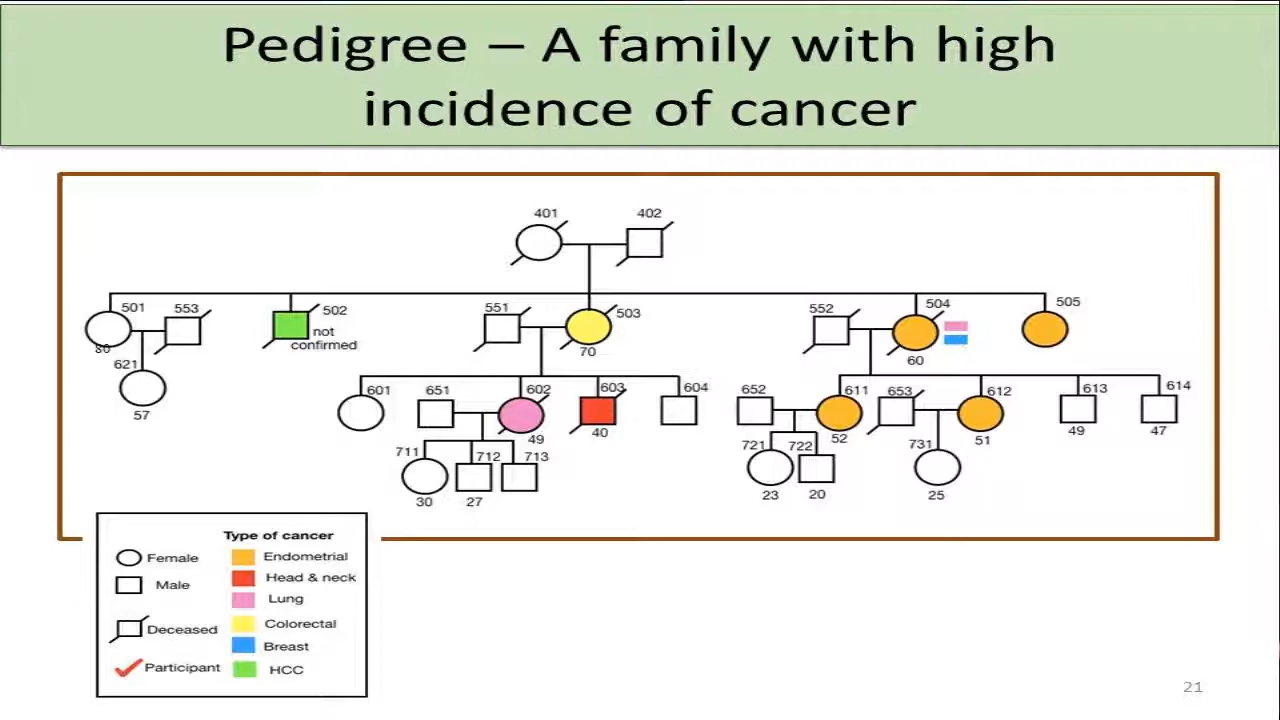 Pedigree – A family with high
incidence of cancer
401 402
501 553 502 551 503 552 504 505
not
confirmed
80 70 60
621
57
601 651 602 603 604 652 611 653 612 613 614
49 40 52 51 49 47
711 712 713 721 722 731
30 27 23 20 25
Type of cancer
Female Endometrial
Male Head & neck
Lung
Deceased Colorectal
Breast
Participant HCC
21